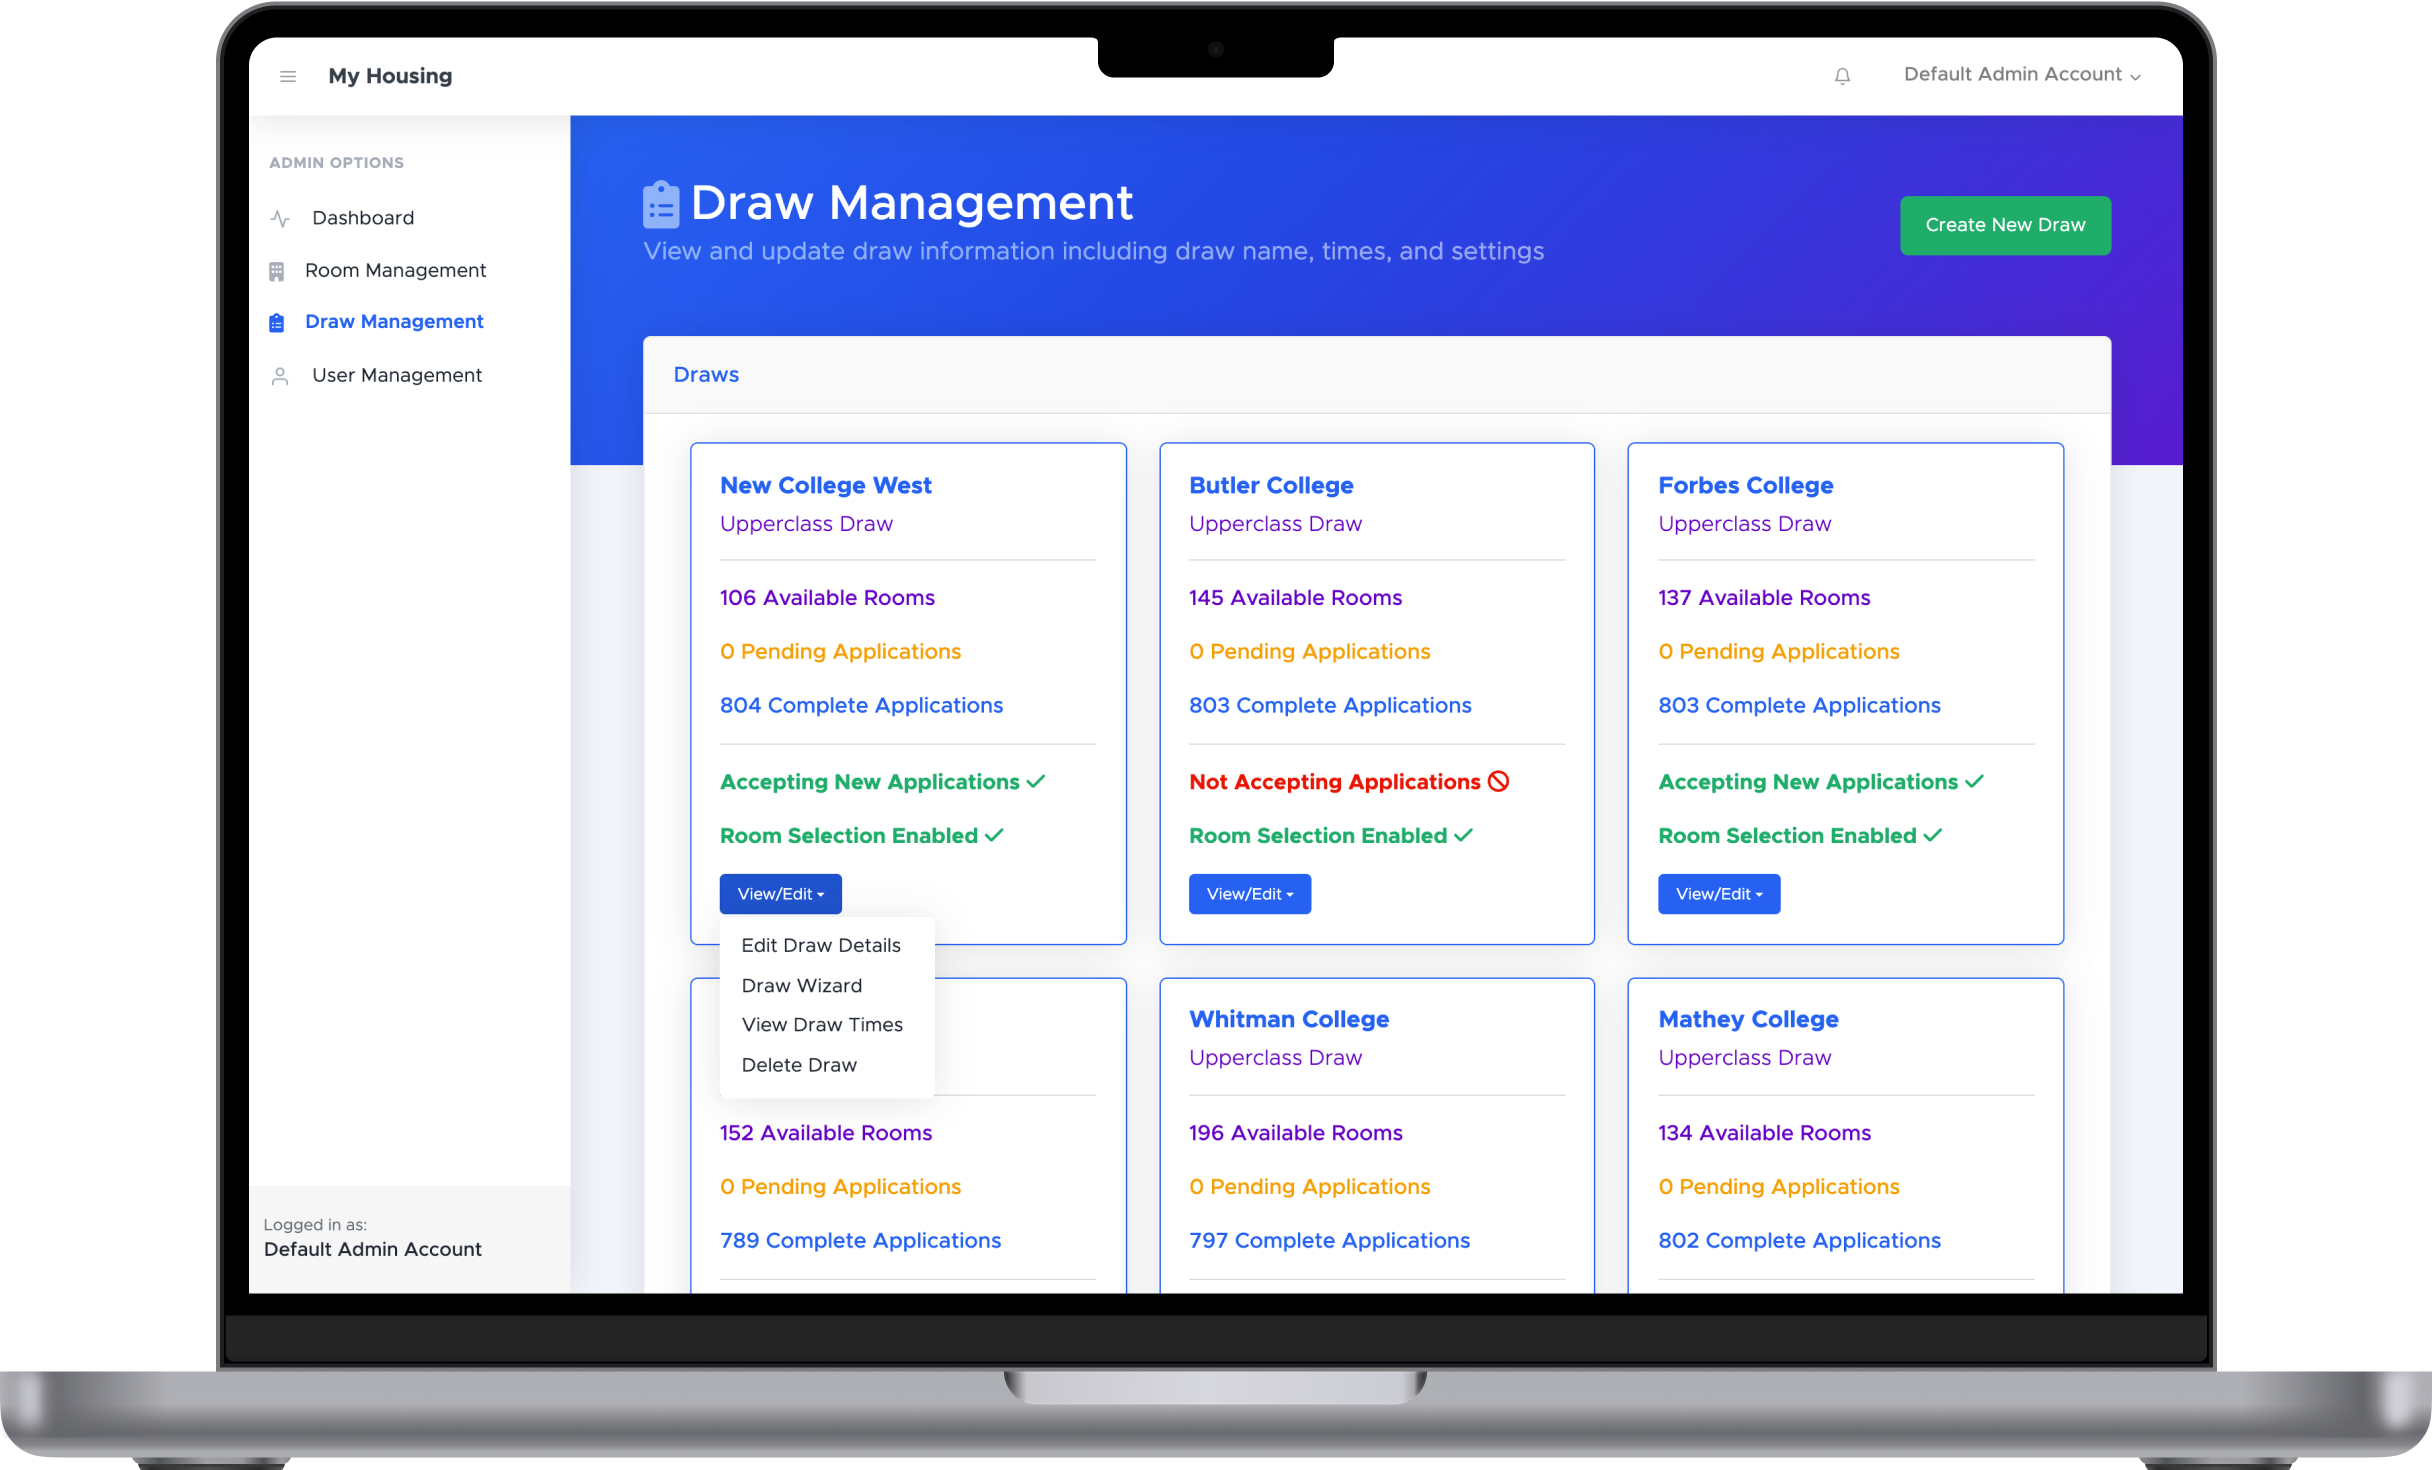 My Housing
Default Admin Account
ADMIN OPTIONS
Dashboard
Room Management
Draw Management
User Management
Logged in as:
Default Admin Account
Draw Management
View and update draw information including draw name, times, and settings
Create New Draw
Draws
New College West
Upperclass Draw
106 Available Rooms
0 Pending Applications
804 Complete Applications
Accepting New Applications
Room Selection Enabled
View/Edit
Edit Draw Details
Draw Wizard
View Draw Times
Delete Draw
Butler College
Upperclass Draw
145 Available Rooms
0 Pending Applications
803 Complete Applications
Not Accepting Applications
Room Selection Enabled
View/Edit
Forbes College
Upperclass Draw
137 Available Rooms
0 Pending Applications
803 Complete Applications
Accepting New Applications
Room Selection Enabled
View/Edit
152 Available Rooms
0 Pending Applications
789 Complete Applications
Whitman College
Upperclass Draw
196 Available Rooms
0 Pending Applications
797 Complete Applications
Mathey College
Upperclass Draw
134 Available Rooms
0 Pending Applications
802 Complete Applications